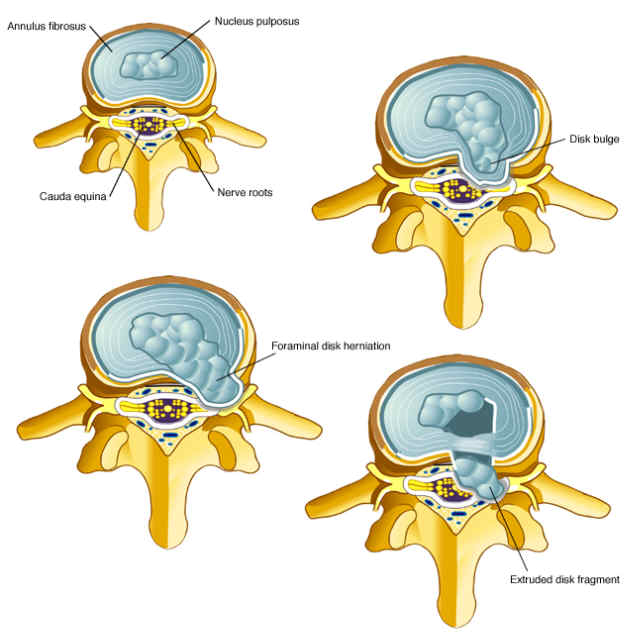 Annulus fibrosus
Nucleus pulposus
Cauda equina
Nerve roots
Disk bulge
Foraminal disk herniation
Extruded disk fragment